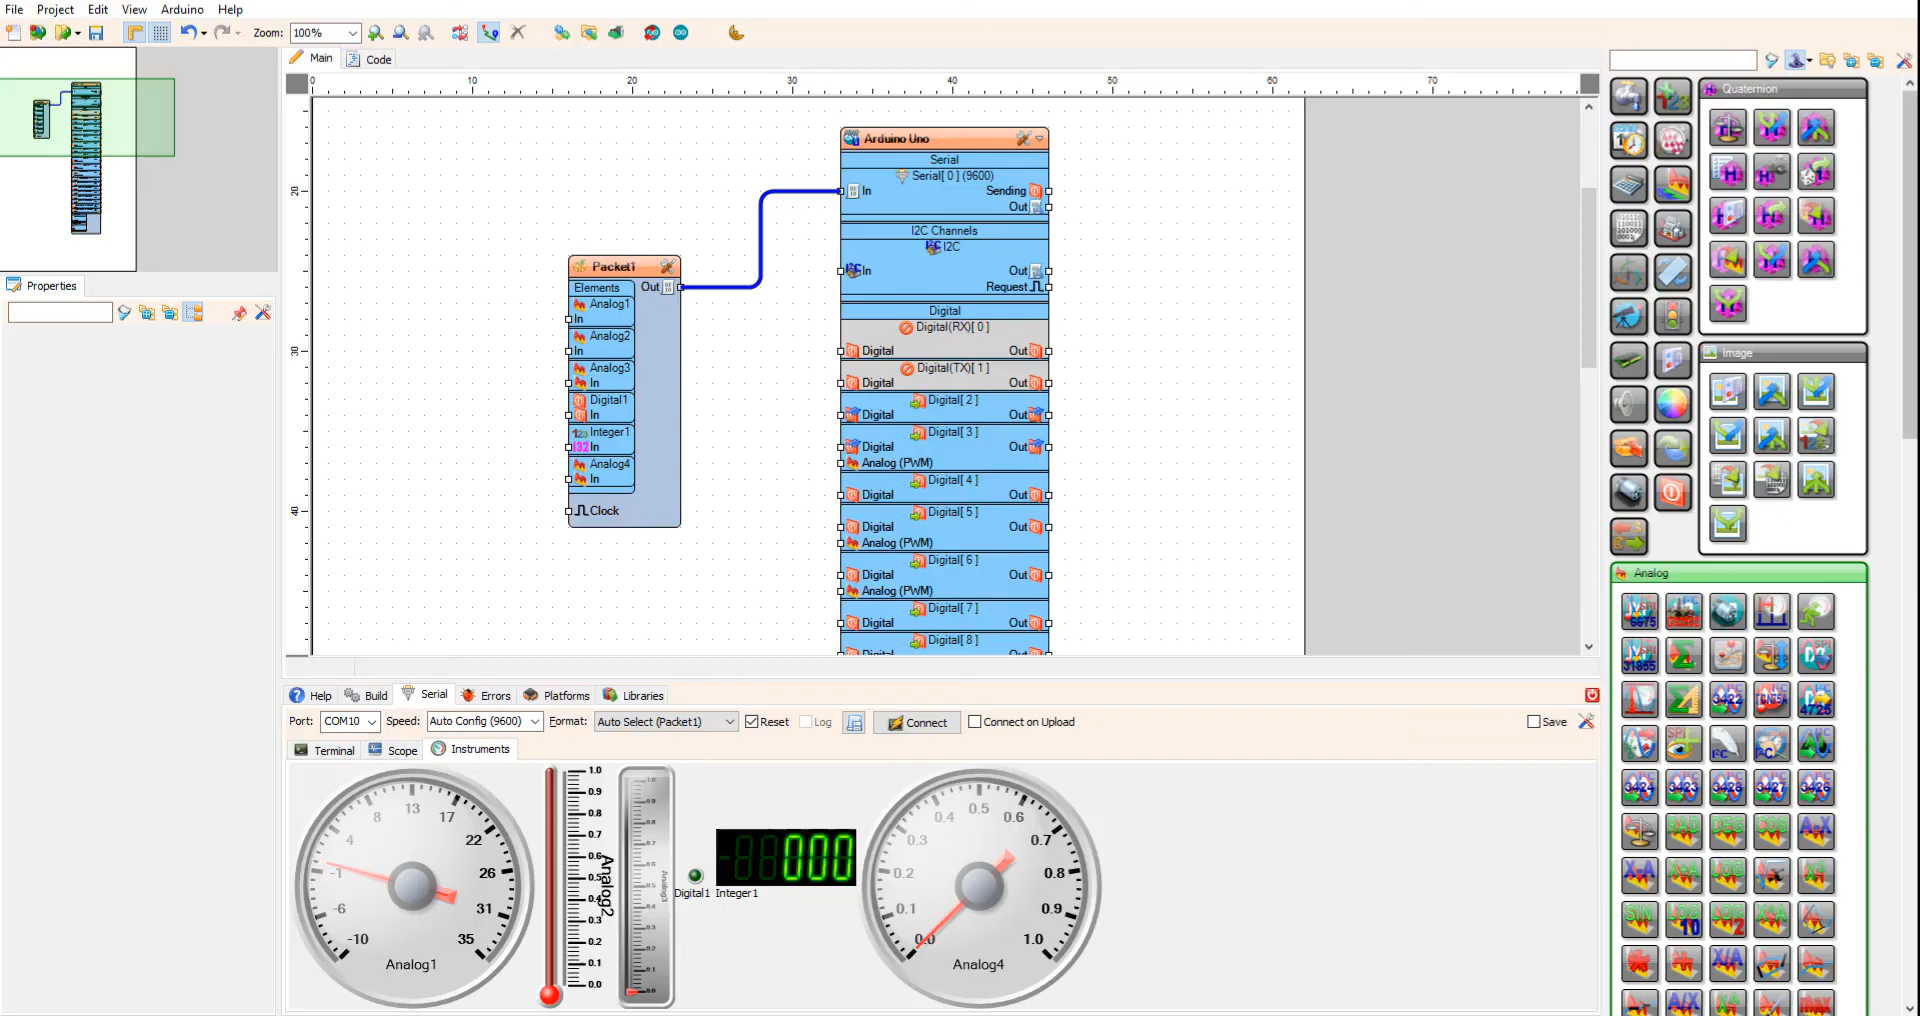 File Project Edit View Arduino Help
Zoom: 100%
Main Code
0 10 20 30 40 50 60 70
20
30
40
Properties
Arduino Uno
Serial
Serial[ 0 ] (9600)
In Sending
Out
I2C Channels
I2C
In Out
Request
Digital
Digital(RX)[ 0 ]
Digital Out
Digital(TX)[ 1 ]
Digital Out
Digital[ 2 ]
Digital Out
Digital[ 3 ]
Digital Out
Analog (PWM)
Digital[ 4 ]
Digital Out
Digital[ 5 ]
Digital Out
Analog (PWM)
Digital[ 6 ]
Digital Out
Analog (PWM)
Digital[ 7 ]
Digital Out
Digital[ 8 ]
Digital Out
Packet1
Elements Out
Analog1
In
Analog2
In
Analog3
In
Digital1
In
Integer1
I32 In
Analog4
In
Clock
Quaternion
Image
Analog
Help Build Serial Errors Platforms Libraries
Port: COM10 Speed: Auto Config (9600) Format: Auto Select (Packet1) Reset Log Connect Connect on Upload Save
Terminal Scope Instruments
-10 -6 -1 4 8 13 17 22 26 31 35
Analog1
1.0
0.9
0.8
0.7
0.6
0.5
0.4
0.3
0.2
0.1
0.0
Analog2
Analog3
Digital1
000
Integer1
0.0 0.1 0.2 0.3 0.4 0.5 0.6 0.7 0.8 0.9 1.0
Analog4